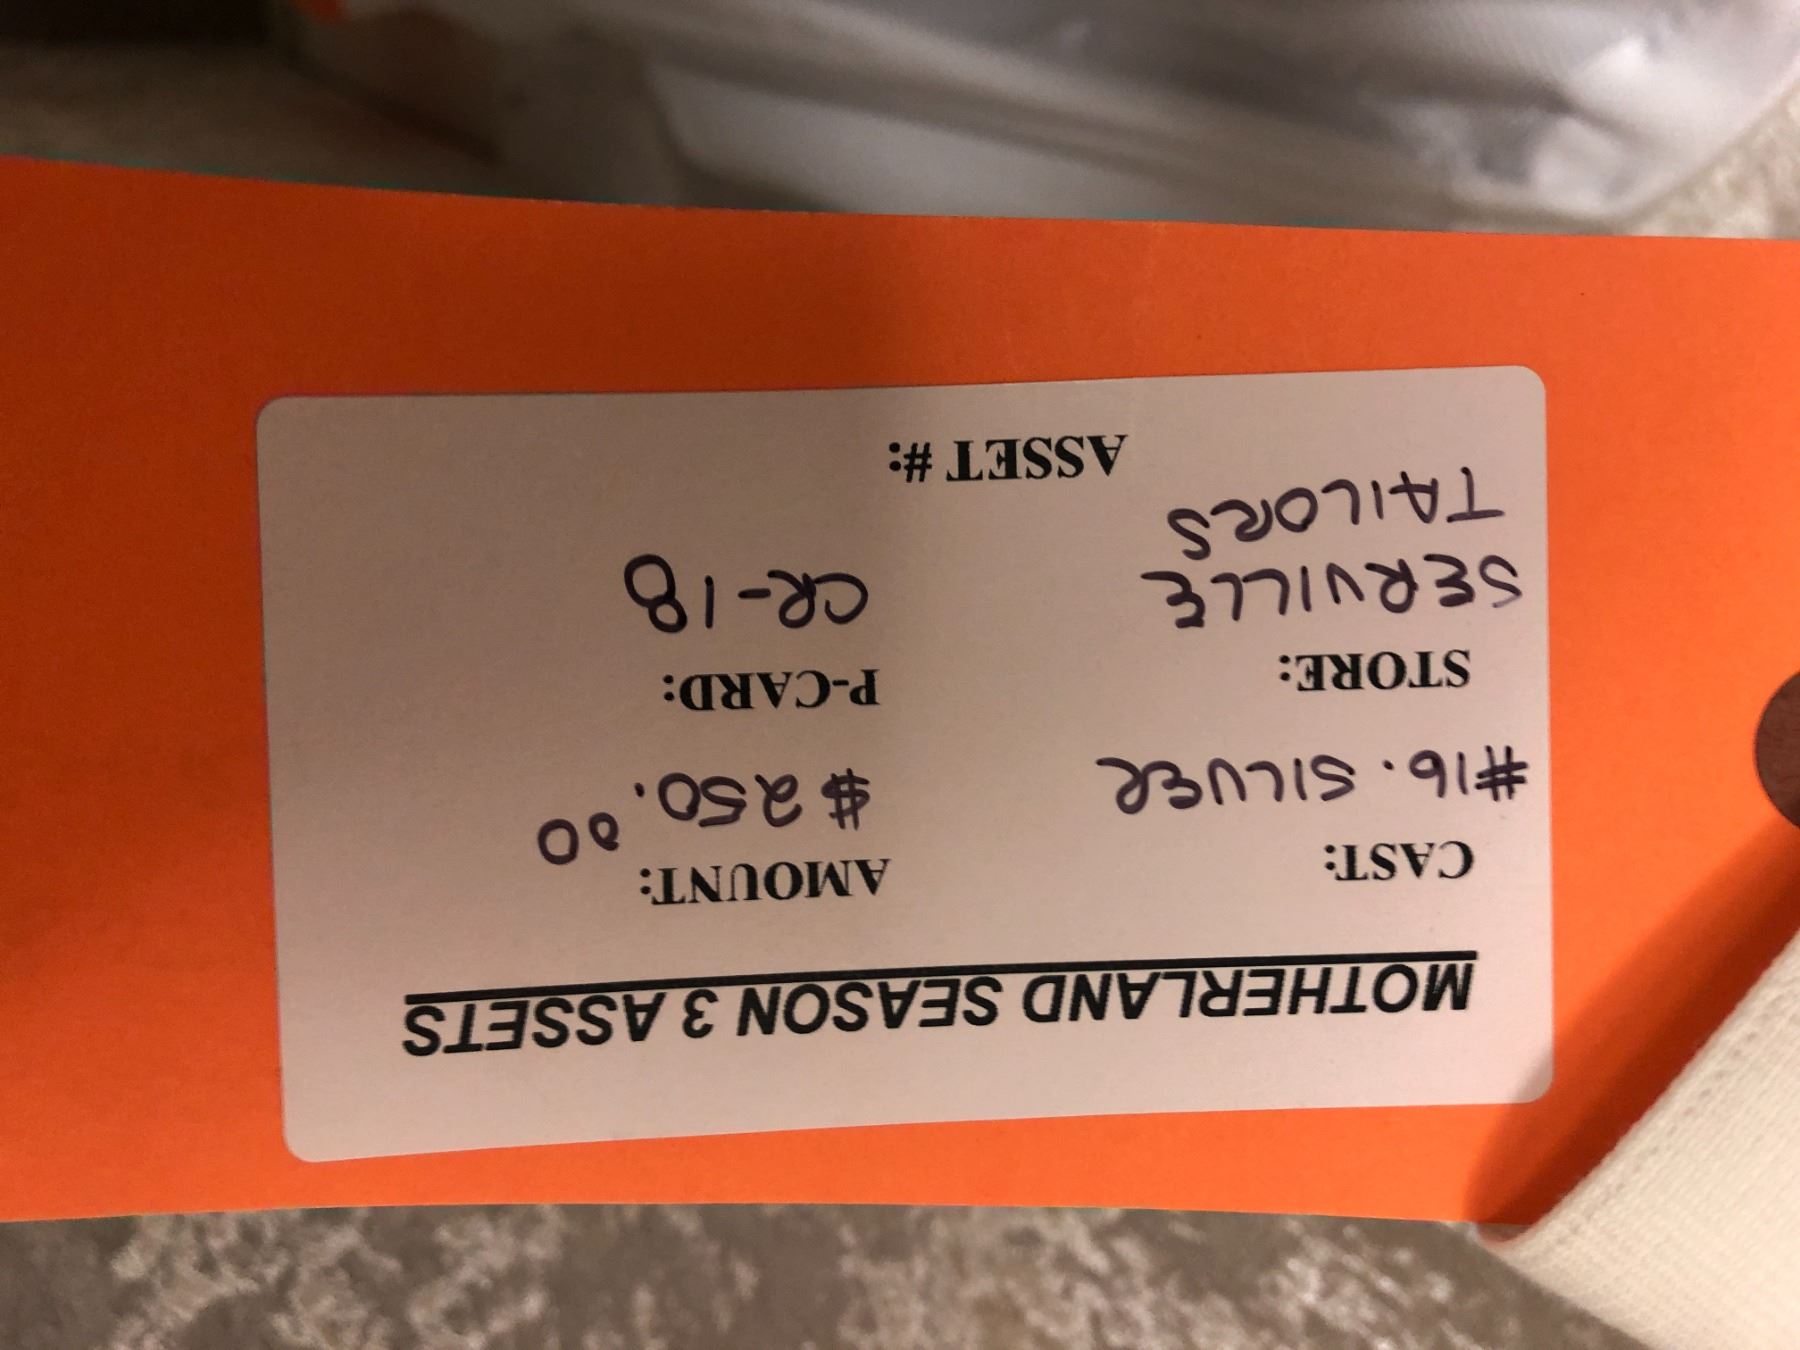 MOTHERLAND SEASON 3 ASSETS
CAST:
#16. SILVER
AMOUNT:
$250.00
STORE:
SERVILLE
TAILORS
P-CARD:
CR-18
ASSET #: